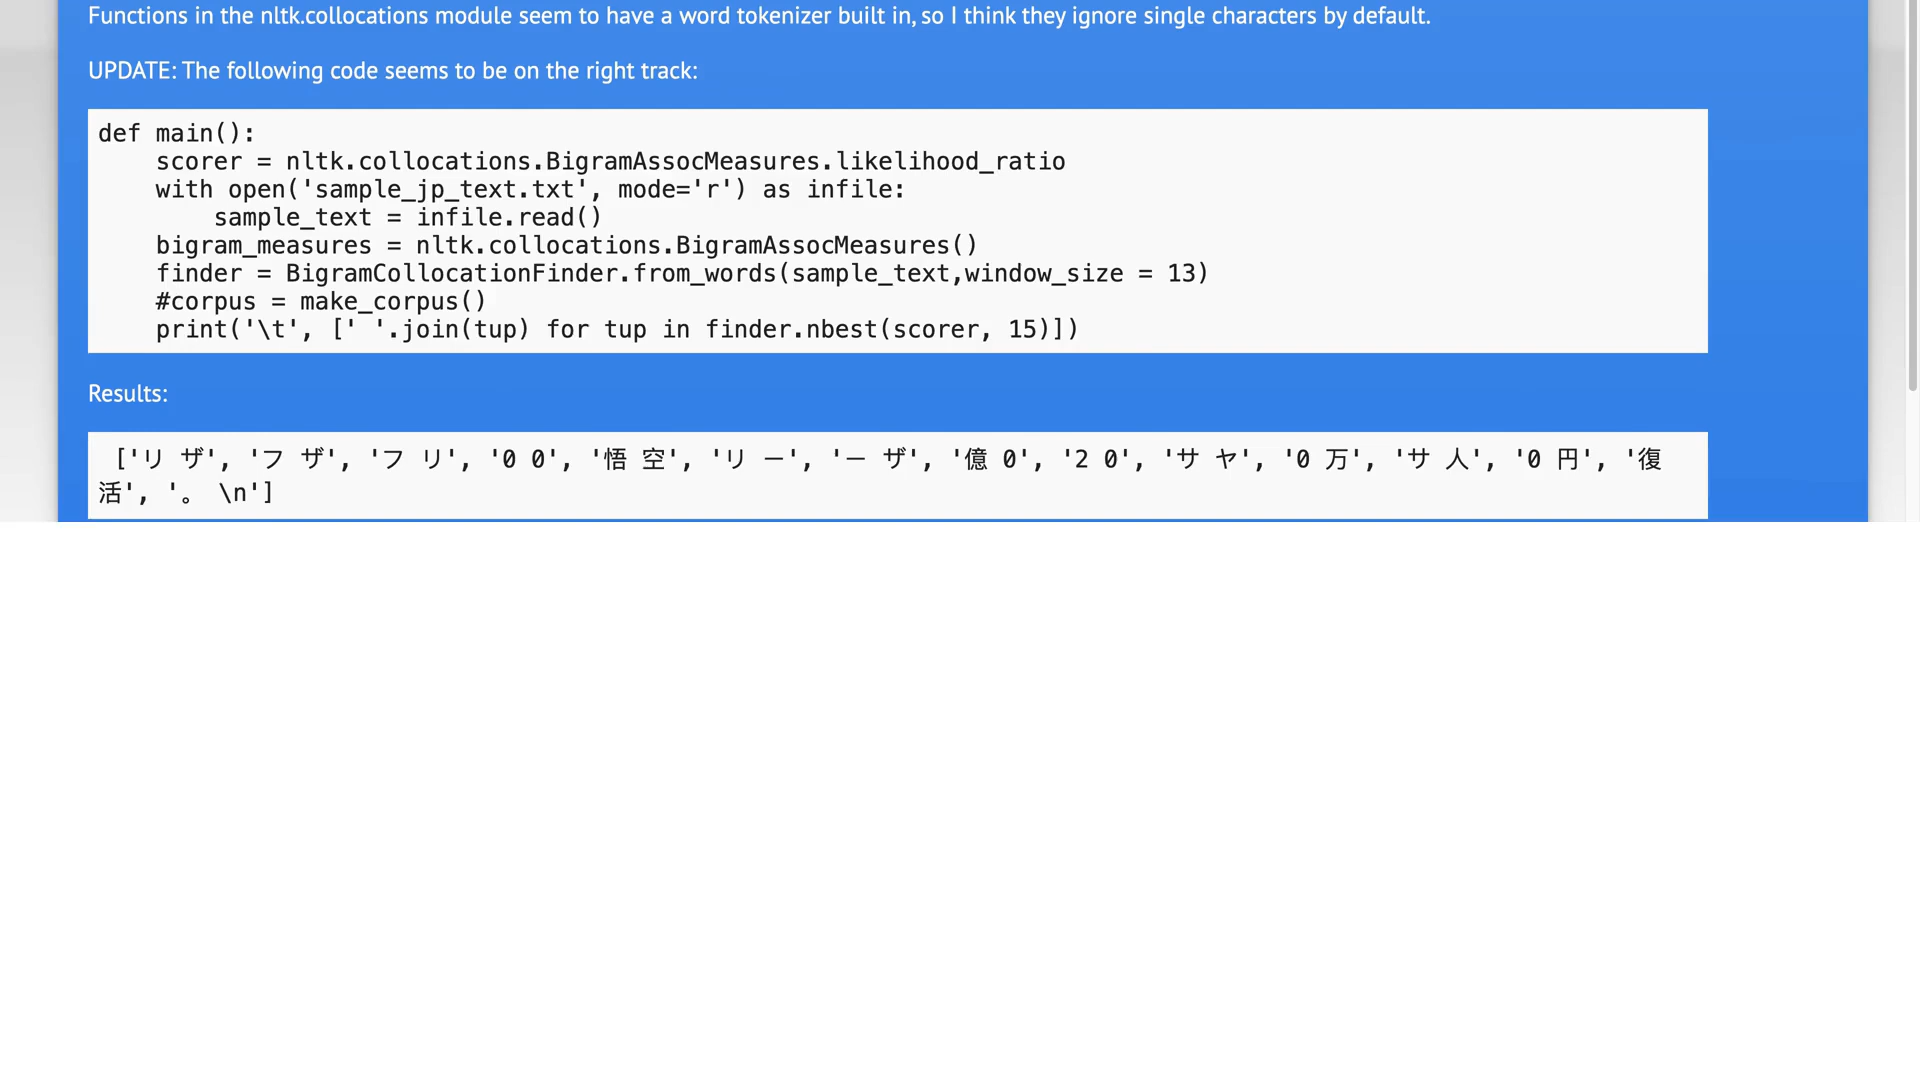 Functions in the nltk.collocations module seem to have a word tokenizer built in, so I think they ignore single characters by default.
UPDATE: The following code seems to be on the right track:
def main():
    scorer = nltk.collocations.BigramAssocMeasures.likelihood_ratio
    with open('sample_jp_text.txt', mode='r') as infile:
        sample_text = infile.read()
    bigram_measures = nltk.collocations.BigramAssocMeasures()
    finder = BigramCollocationFinder.from_words(sample_text,window_size = 13)
    #corpus = make_corpus()
    print('\t', [' '.join(tup) for tup in finder.nbest(scorer, 15)])
Results:
 ['リ ザ', 'フ ザ', 'フ リ', '0 0', '悟 空', 'リ ー', 'ー ザ', '億 0', '2 0', 'サ ヤ', '0 万', 'サ 人', '0 円', '復
活', '。 \n']